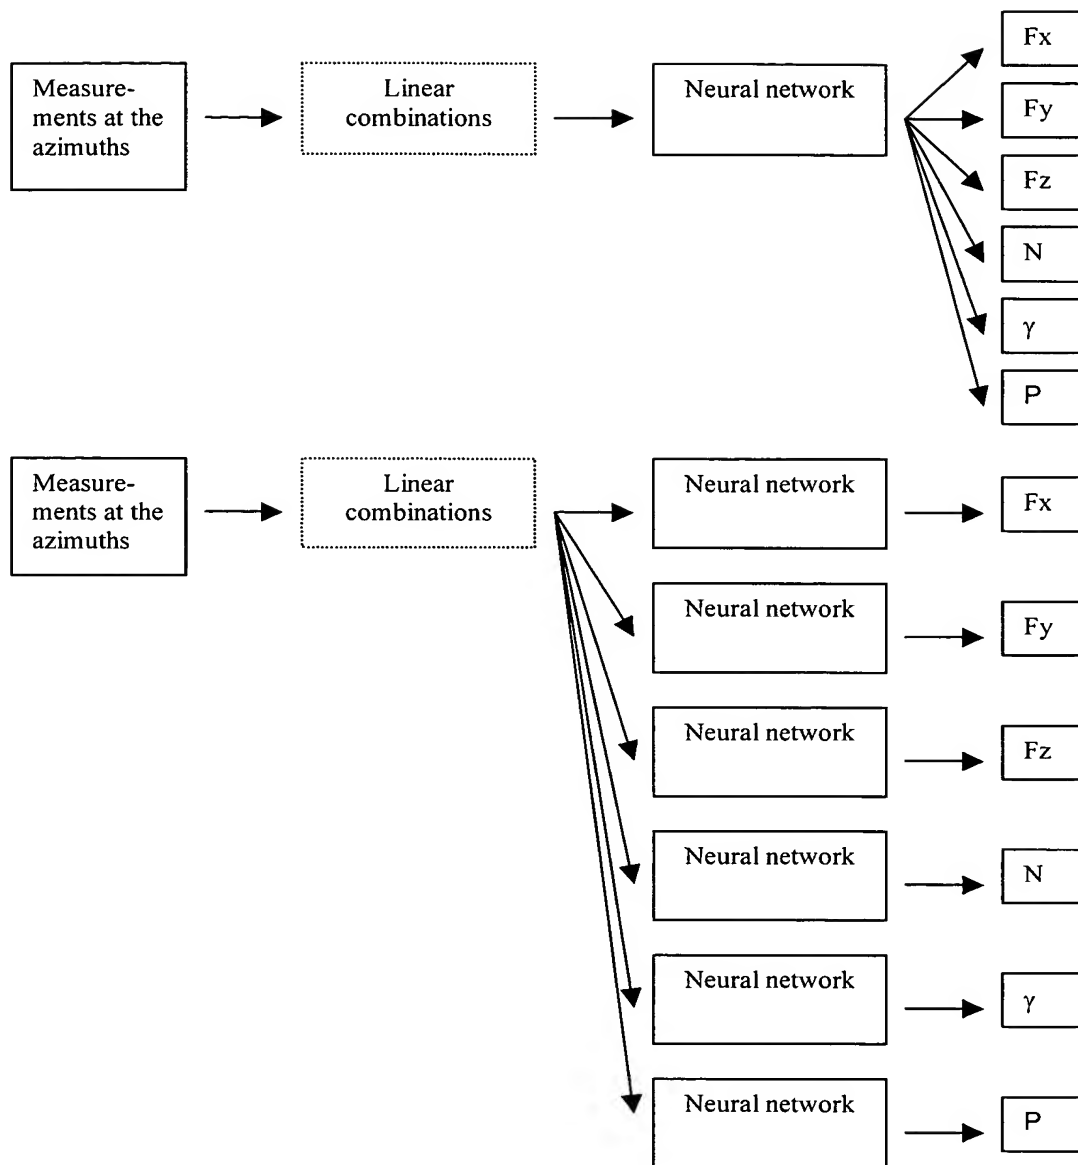 Measure-
ments at the
azimuths
Linear
combinations
Neural network
Fx
Fy
Fz
N
γ
P
Measure-
ments at the
azimuths
Linear
combinations
Neural network
Fx
Neural network
Fy
Neural network
Fz
Neural network
N
Neural network
γ
Neural network
P